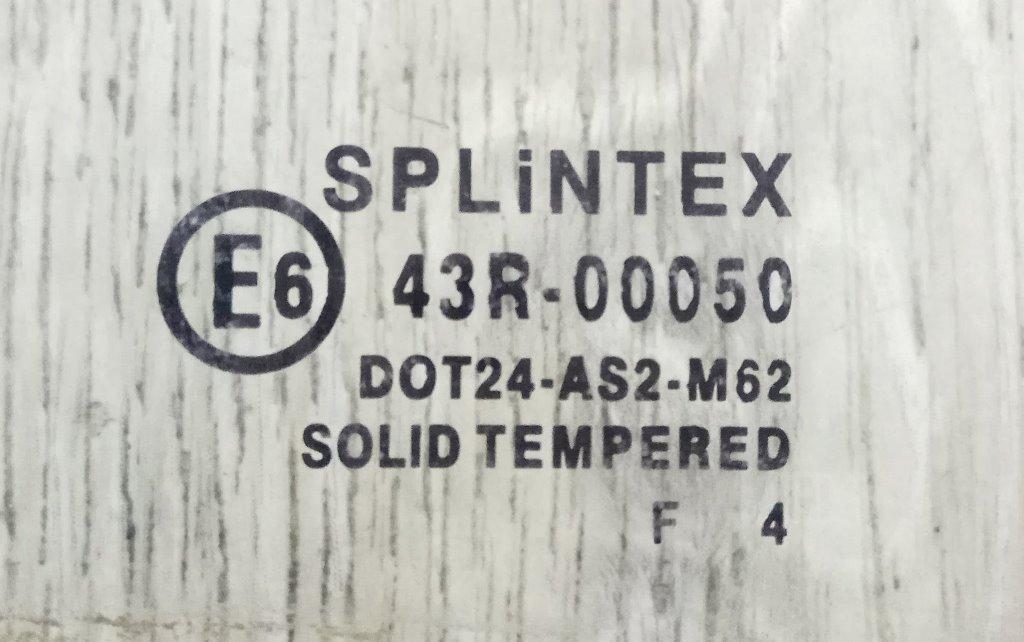 SPLiNTEX
E6 43R-00050
DOT24-AS2-M62
SOLID TEMPERED
F 4